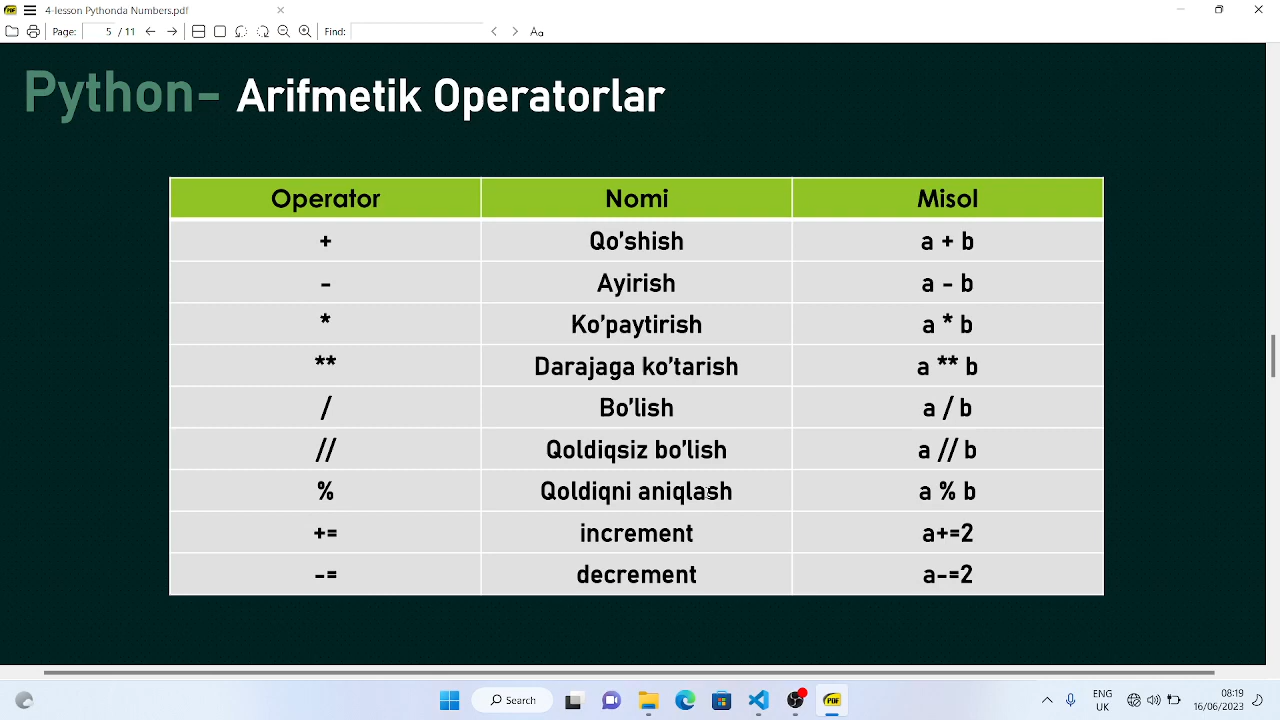 4-lesson Pythonda Numbers.pdf
Page: 5 / 11 Find: Aa
Python- Arifmetik Operatorlar
Operator Nomi Misol
+ Qo’shish a + b
- Ayirish a - b
* Ko’paytirish a * b
** Darajaga ko’tarish a ** b
/ Bo’lish a / b
// Qoldiqsiz bo’lish a // b
% Qoldiqni aniqlash a % b
+= increment a+=2
-= decrement a-=2
Search PDF ENG 08:19
UK 16/06/2023